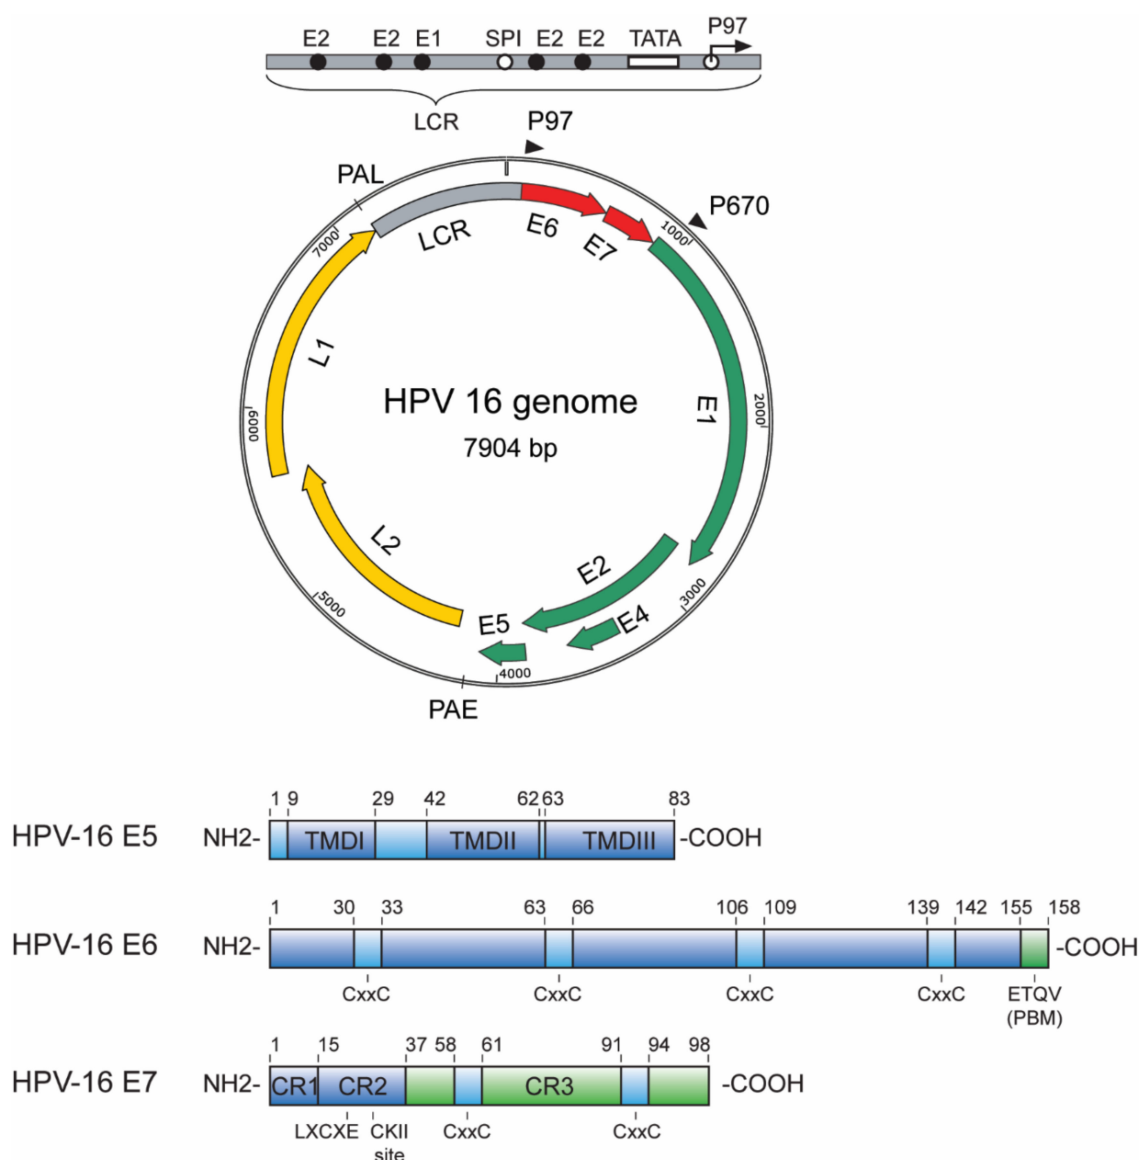 E2 E2 E1 SPI E2 E2 TATA P97
LCR
P97
PAL
P670
LCR
E6
E7
1000
7000
L1
E1
2000
6000
HPV 16 genome
7904 bp
L2
E2
5000
3000
E5
E4
4000
PAE
1 9 29 42 62 63 83
HPV-16 E5 NH2- TMDI TMDII TMDIII -COOH
1 30 33 63 66 106 109 139 142 155 158
HPV-16 E6 NH2- -COOH
CxxC CxxC CxxC CxxC ETQV
(PBM)
1 15 37 58 61 91 94 98
HPV-16 E7 NH2- CR1 CR2 CR3 -COOH
LXCXE CKII CxxC CxxC
site